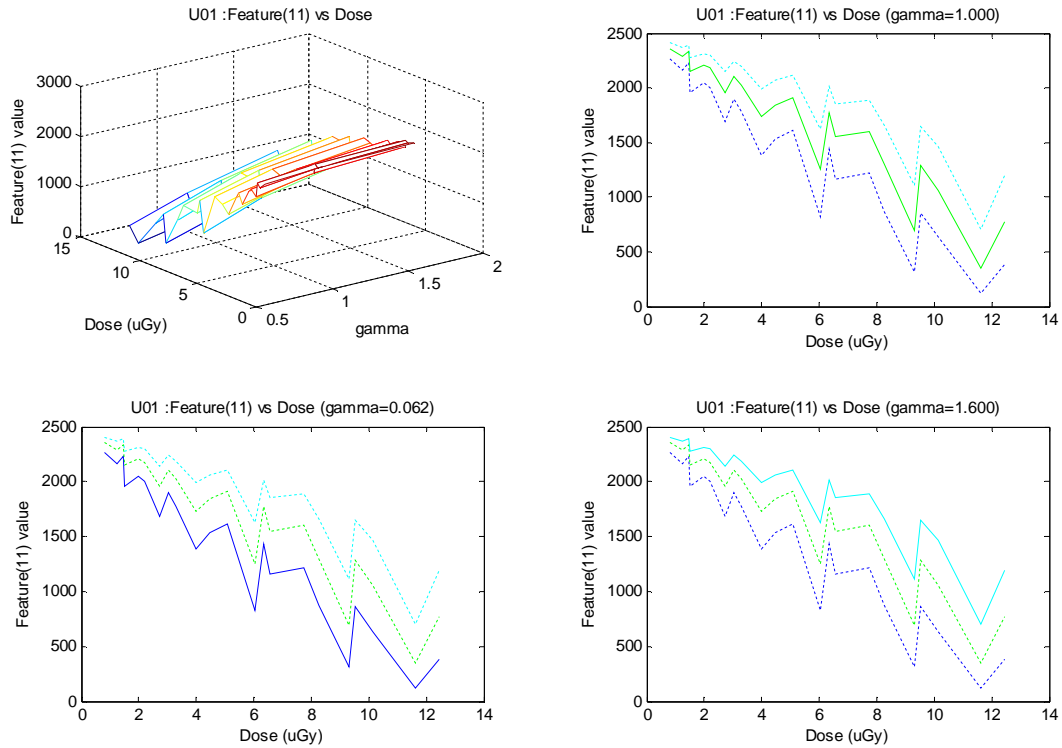 U01 :Feature(11) vs Dose
3000
2000
1000
0
Feature(11) value
15
10
5
0
Dose (uGy)
0.5
1
1.5
2
gamma
U01 :Feature(11) vs Dose (gamma=1.000)
2500
2000
1500
1000
500
0
Feature(11) value
0 2 4 6 8 10 12 14
Dose (uGy)
U01 :Feature(11) vs Dose (gamma=0.062)
2500
2000
1500
1000
500
0
Feature(11) value
0 2 4 6 8 10 12 14
Dose (uGy)
U01 :Feature(11) vs Dose (gamma=1.600)
2500
2000
1500
1000
500
0
Feature(11) value
0 2 4 6 8 10 12 14
Dose (uGy)